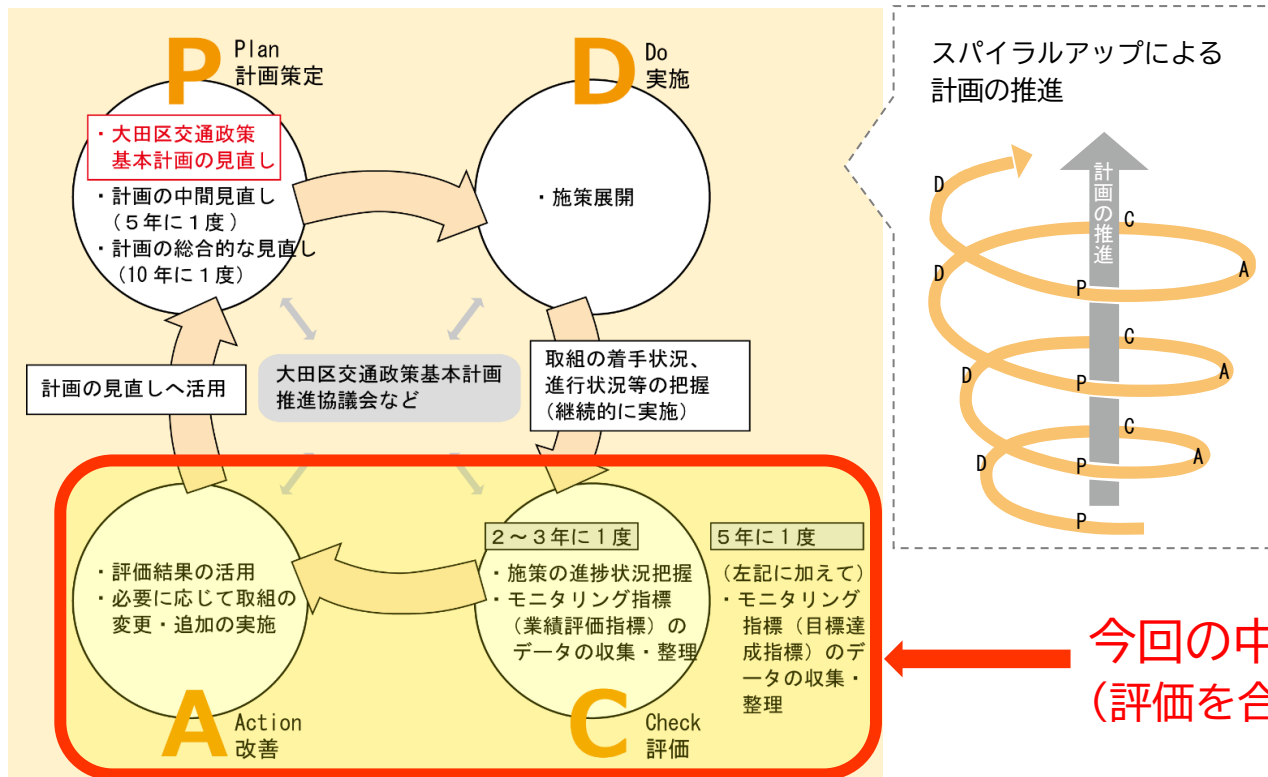 P
Plan
計画策定
・大田区交通政策
基本計画の見直し
・計画の中間見直し
（５年に１度）
・計画の総合的な見直し
（10 年に１度）
D
Do
実施
・施策展開
計画の見直しへ活用
大田区交通政策基本計画
推進協議会など
取組の着手状況、
進行状況等の把握
（継続的に実施）
・評価結果の活用
・必要に応じて取組の
変更・追加の実施
A
Action
改善
２～３年に１度
・施策の進捗状況把握
・モニタリング指標
（業績評価指標）の
データの収集・整理
５年に１度
（左記に加えて）
・モニタリング
指標（目標達
成指標）のデ
ータの収集・
整理
C
Check
評価
スパイラルアップによる
計画の推進
計画の推進
D
C
A
D
P
C
A
D
P
C
A
D
P
P
今回の中
（評価を合